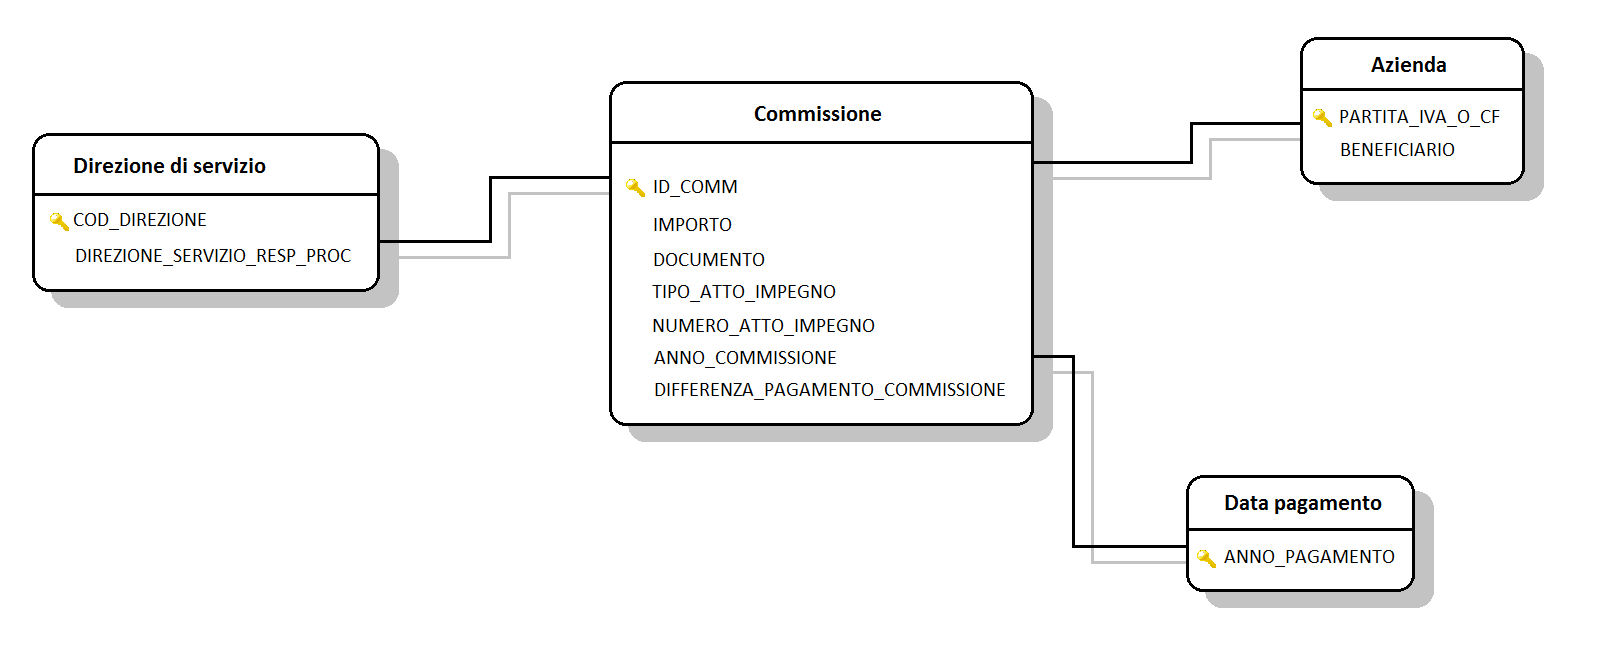 Direzione di servizio
COD_DIREZIONE
DIREZIONE_SERVIZIO_RESP_PROC
Commissione
ID_COMM
IMPORTO
DOCUMENTO
TIPO_ATTO_IMPEGNO
NUMERO_ATTO_IMPEGNO
ANNO_COMMISSIONE
DIFFERENZA_PAGAMENTO_COMMISSIONE
Azienda
PARTITA_IVA_O_CF
BENEFICIARIO
Data pagamento
ANNO_PAGAMENTO